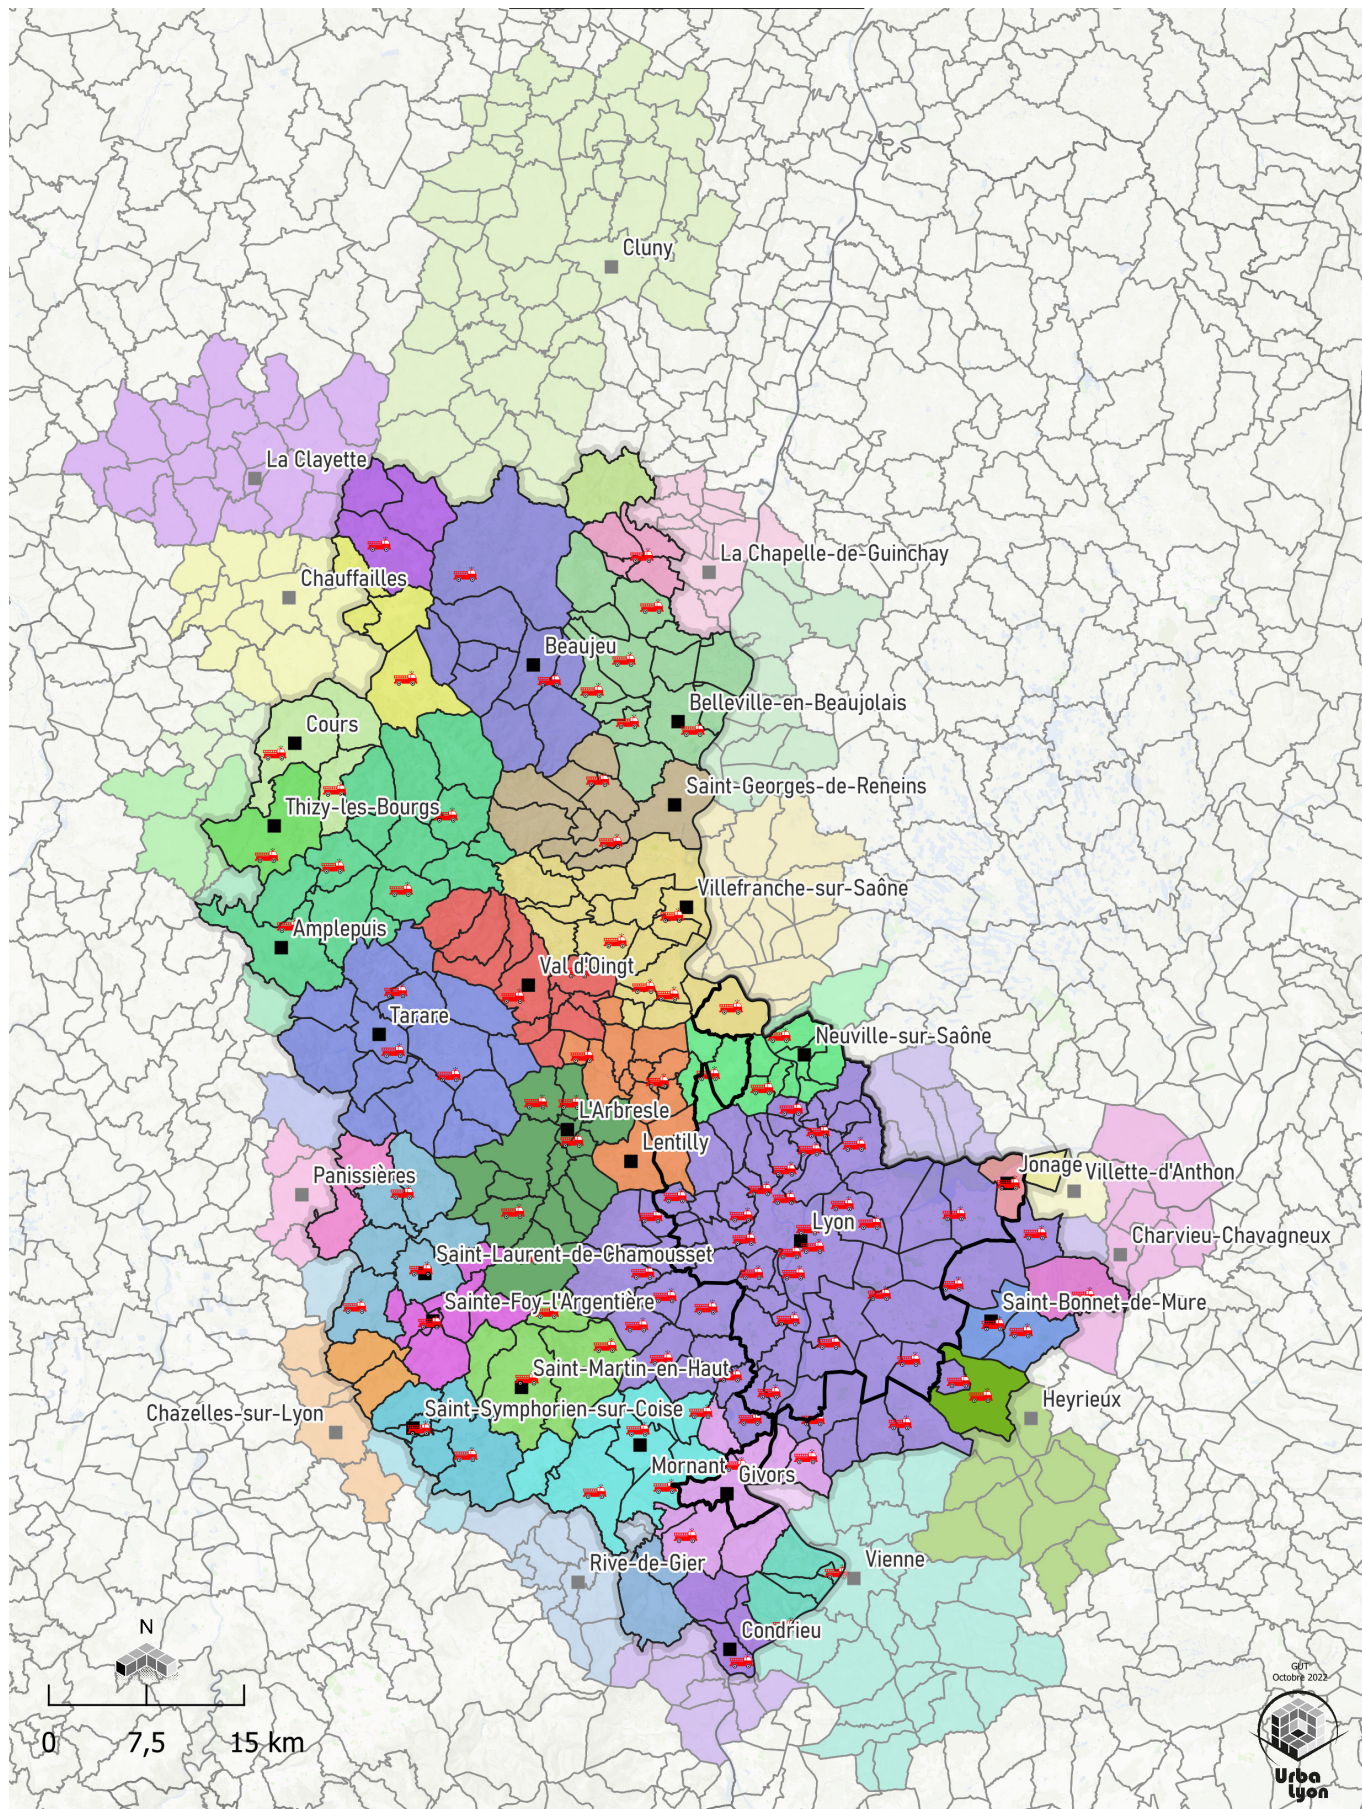 Cluny
La Clayette
La Chapelle-de-Guinchay
Chauffailles
Beaujeu
Belleville-en-Beaujolais
Cours
Saint-Georges-de-Reneins
Thizy-les-Bourgs
Villefranche-sur-Saône
Amplepuis
Val d'Oingt
Tarare
Neuville-sur-Saône
L'Arbresle
Lentilly
Jonage
Villette-d'Anthon
Panissières
Lyon
Charvieu-Chavagneux
Saint-Laurent-de-Chamousset
Sainte-Foy-l'Argentière
Saint-Bonnet-de-Mure
Saint-Martin-en-Haut
Heyrieux
Chazelles-sur-Lyon
Saint-Symphorien-sur-Coise
Mornant
Givors
Rive-de-Gier
Vienne
Condrieu
N
0 7,5 15 km
GUT
Octobre 2022
Urba
Lyon